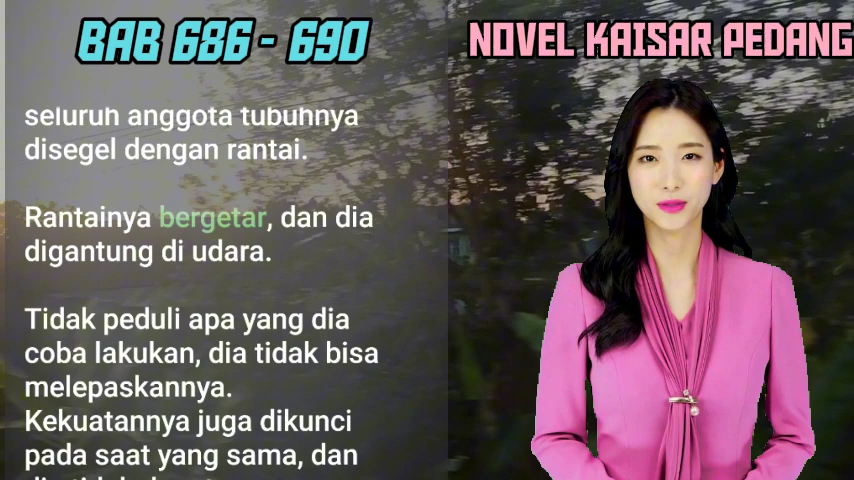 BAB 686 - 690
NOVEL KAISAR PEDANG
seluruh anggota tubuhnya
disegel dengan rantai.
Rantainya bergetar, dan dia
digantung di udara.
Tidak peduli apa yang dia
coba lakukan, dia tidak bisa
melepaskannya.
Kekuatannya juga dikunci
pada saat yang sama, dan